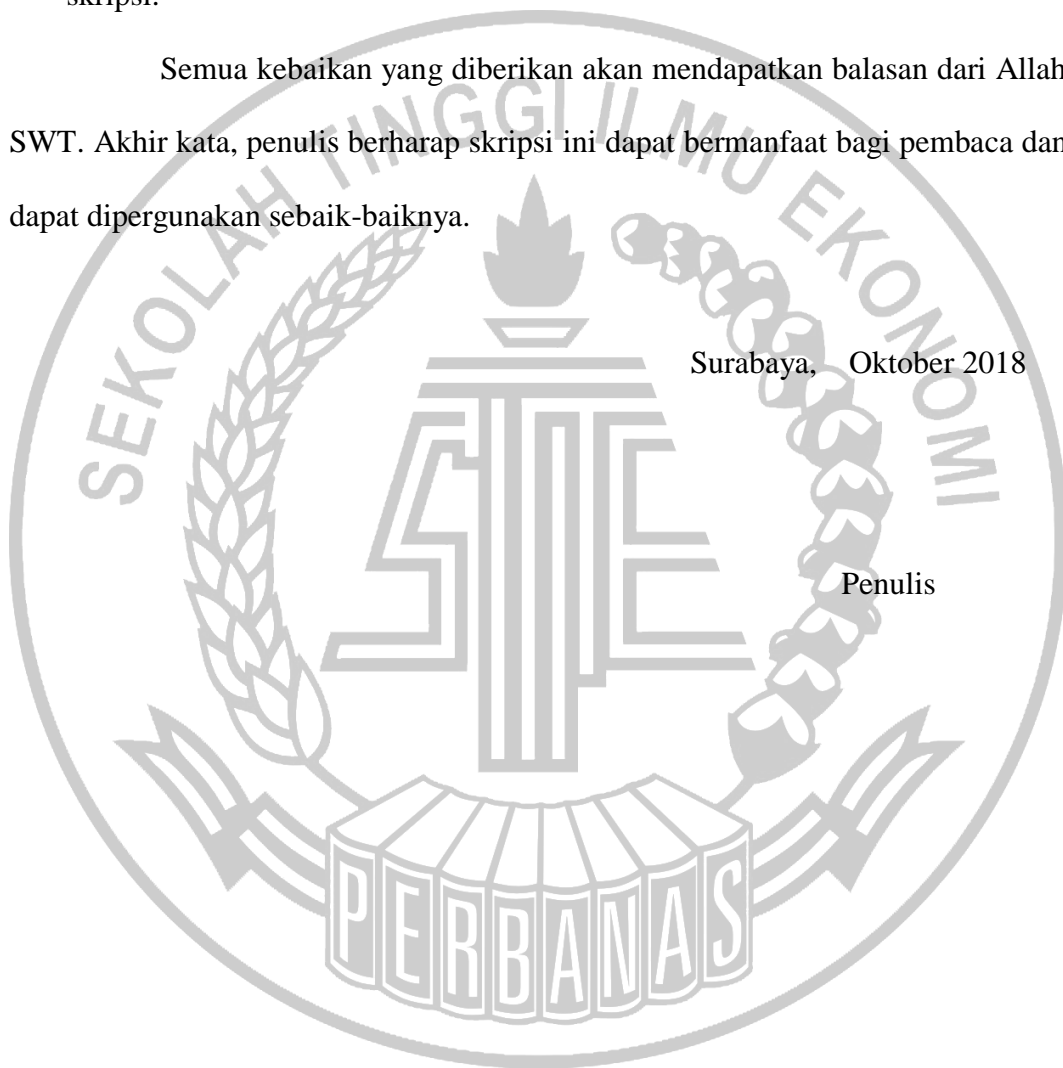 skripsi.
Semua kebaikan yang diberikan akan mendapatkan balasan dari Allah
SWT. Akhir kata, penulis berharap skripsi ini dapat bermanfaat bagi pembaca dan
dapat dipergunakan sebaik-baiknya.
SEKOLAH TINGGI ILMU EKONOMI
Surabaya, Oktober 2018
STIE
Penulis
PERBANAS